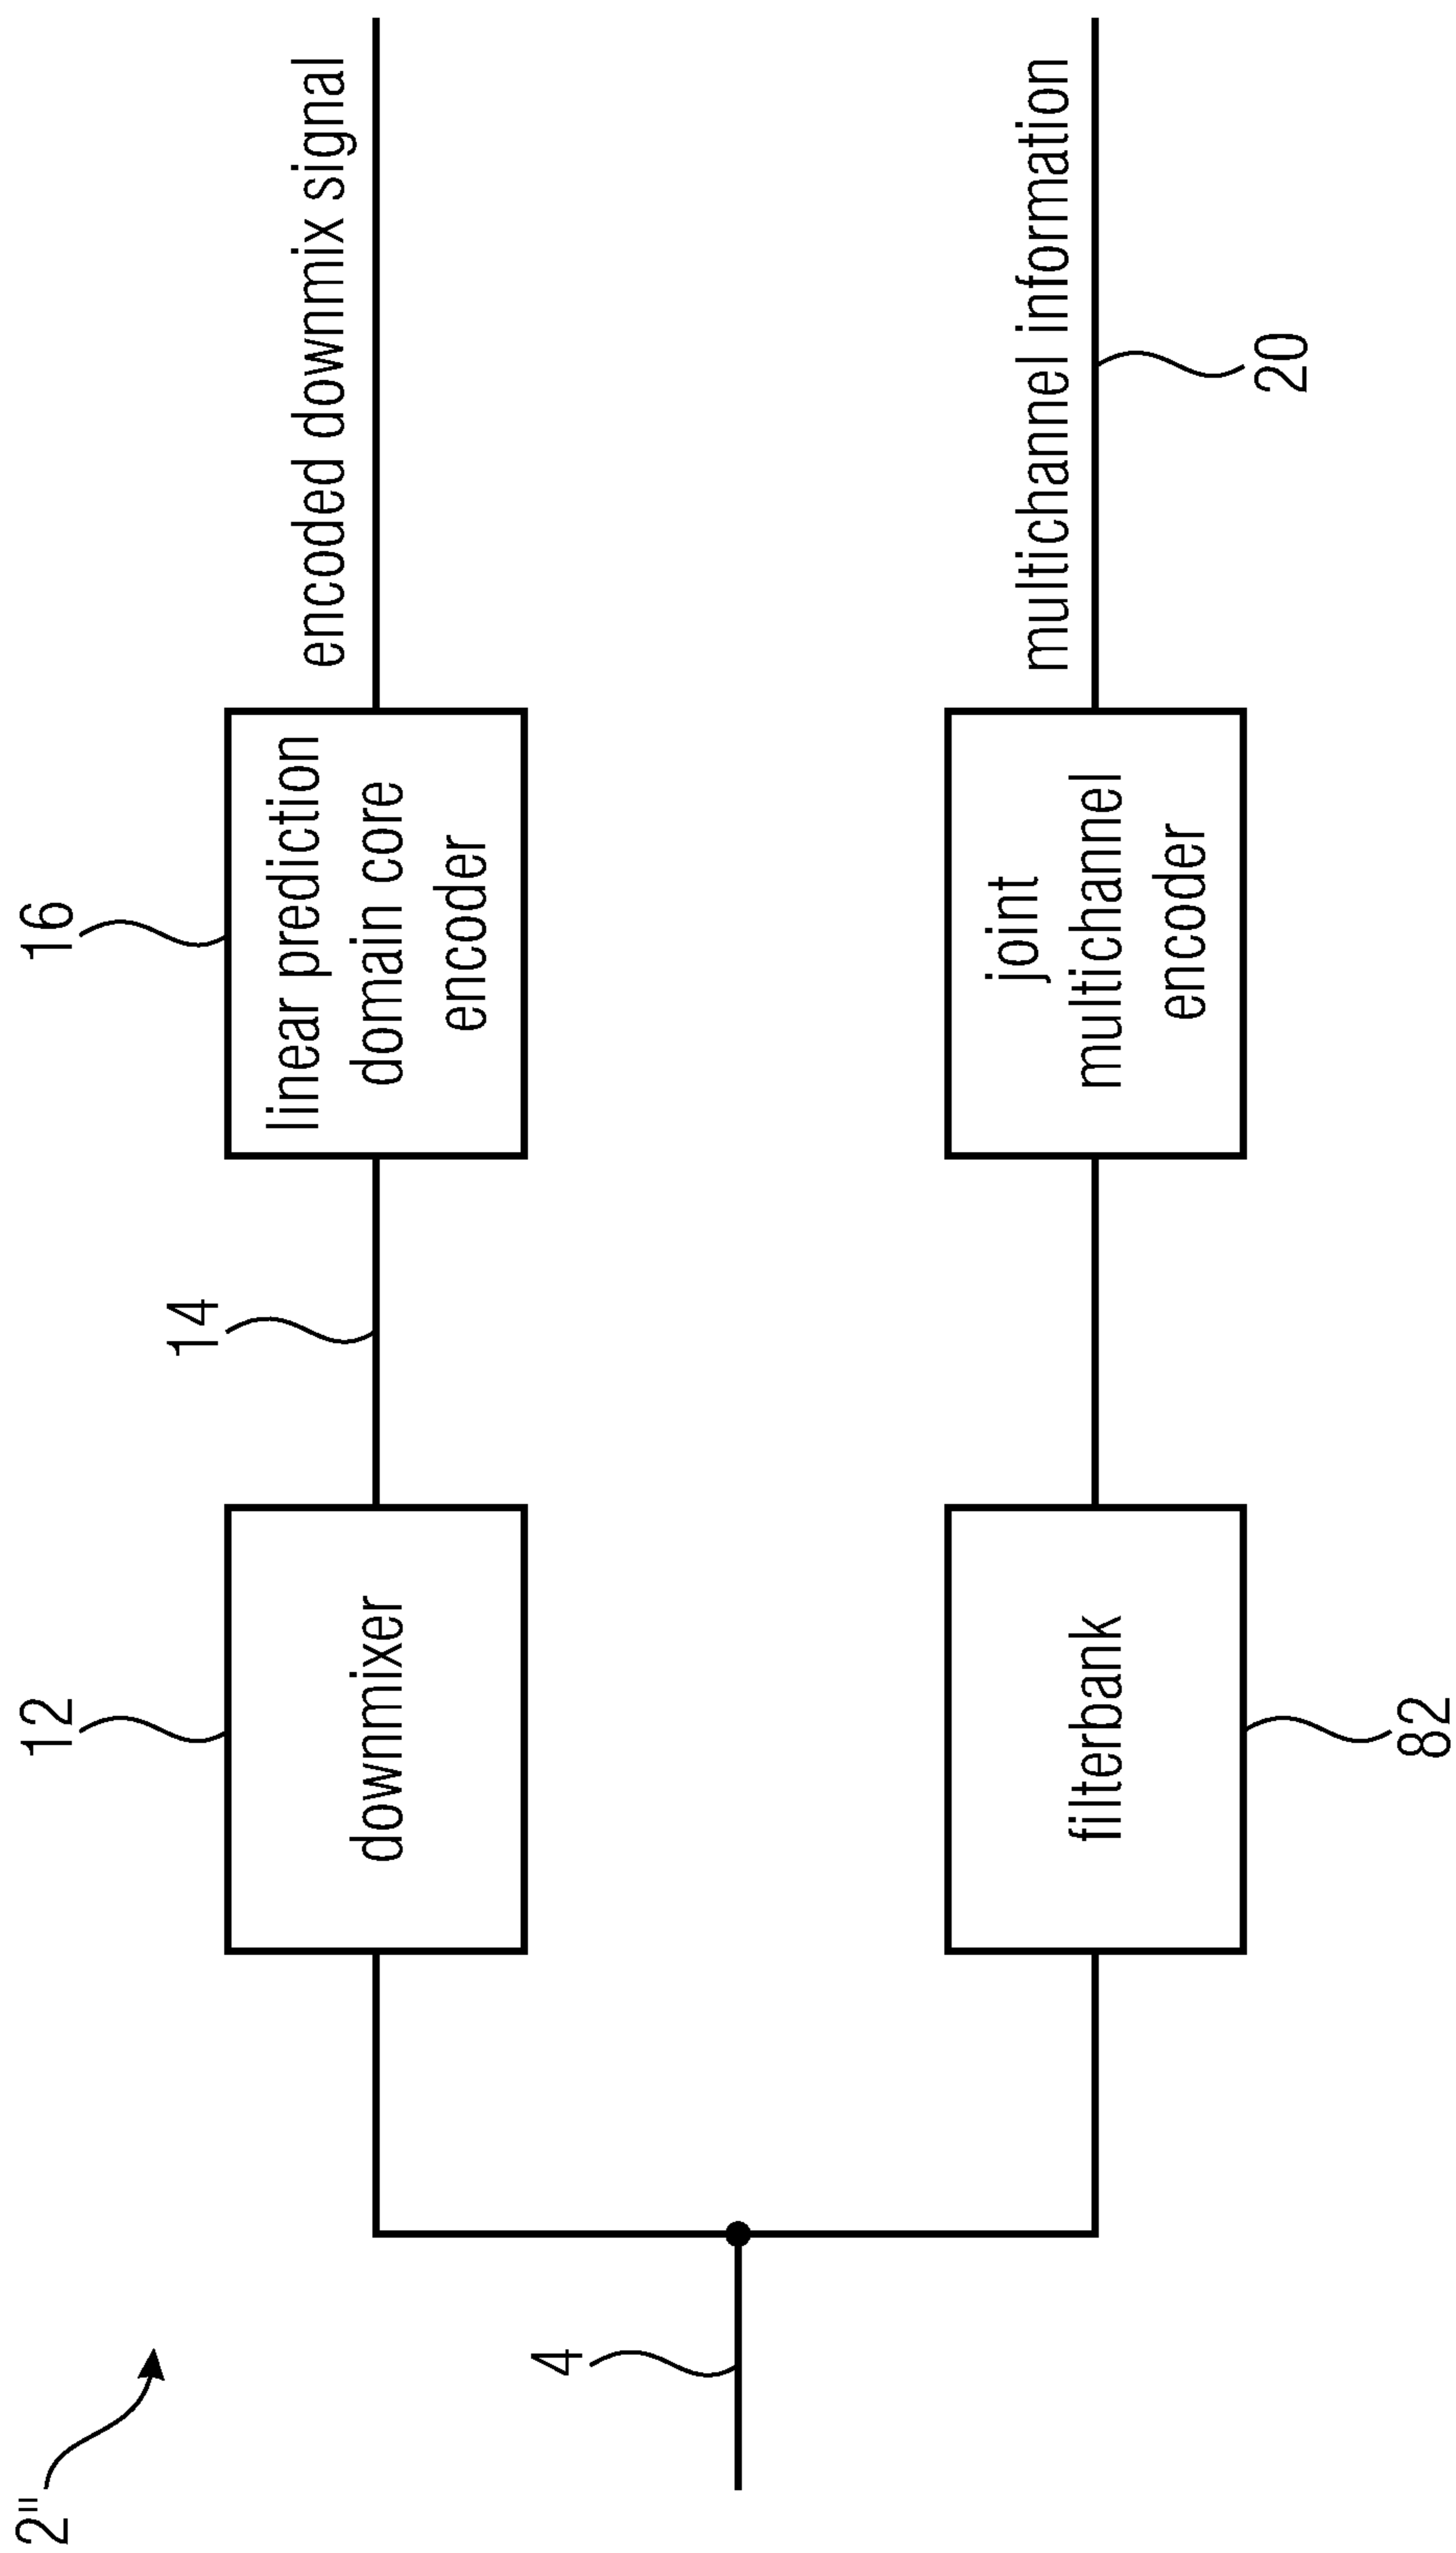 2"
4
12
downmixer
14
16
linear prediction
domain core
encoder
encoded downmix signal
filterbank
82
joint
multichannel
encoder
multichannel information
20